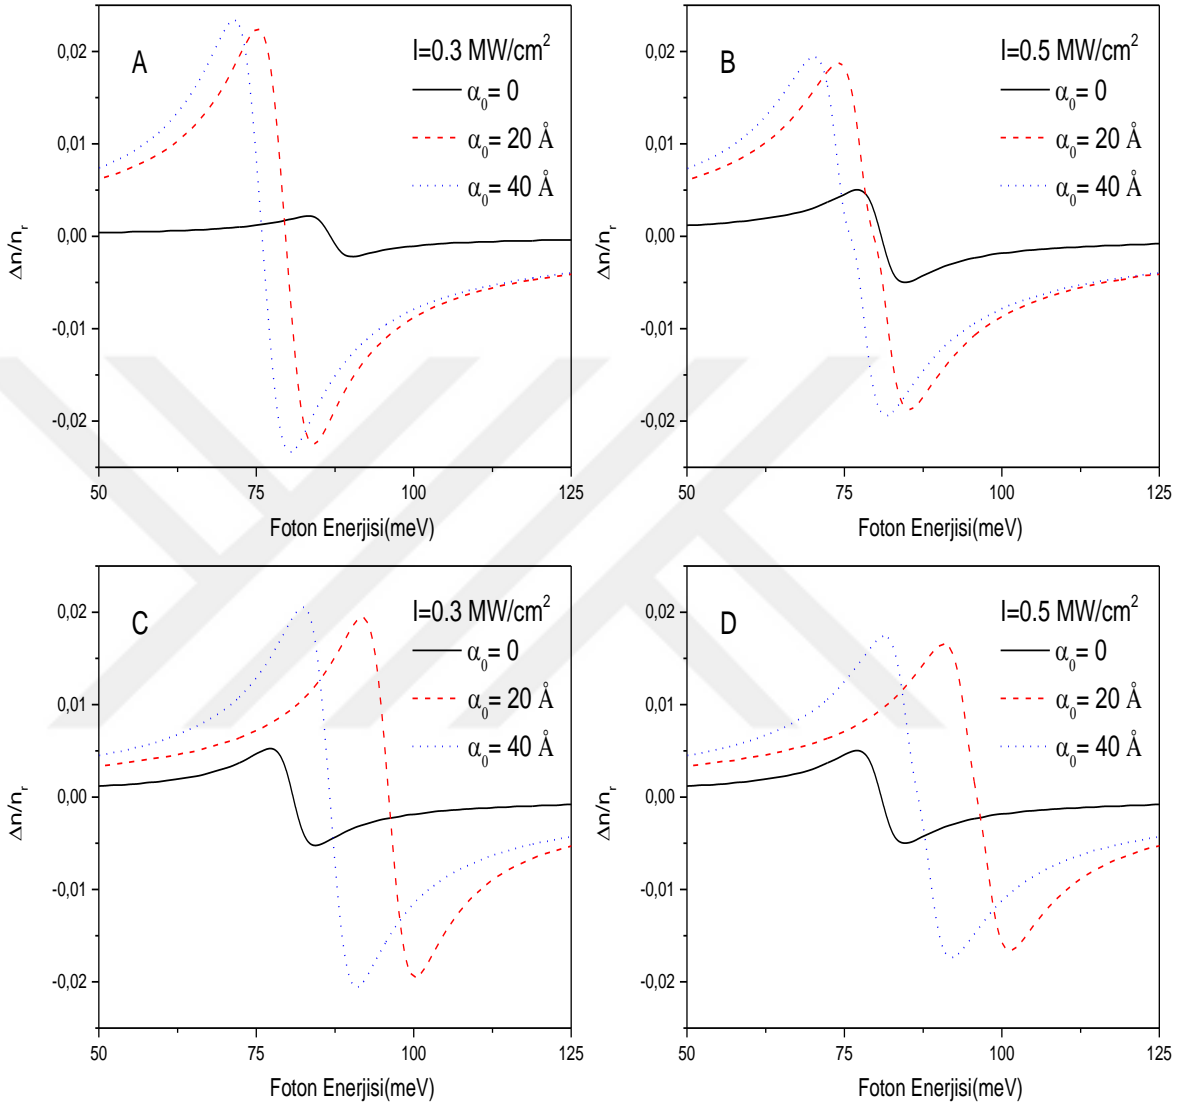 A
I=0.3 MW/cm²
α₀= 0
α₀= 20 Å
α₀= 40 Å
0,02
0,01
0,00
-0,01
-0,02
Δn/nᵣ
50
75
100
125
Foton Enerjisi(meV)
B
I=0.5 MW/cm²
α₀= 0
α₀= 20 Å
α₀= 40 Å
0,02
0,01
0,00
-0,01
-0,02
Δn/nᵣ
50
75
100
125
Foton Enerjisi(meV)
C
I=0.3 MW/cm²
α₀= 0
α₀= 20 Å
α₀= 40 Å
0,02
0,01
0,00
-0,01
-0,02
Δn/nᵣ
50
75
100
125
Foton Enerjisi(meV)
D
I=0.5 MW/cm²
α₀= 0
α₀= 20 Å
α₀= 40 Å
0,02
0,01
0,00
-0,01
-0,02
Δn/nᵣ
50
75
100
125
Foton Enerjisi(meV)